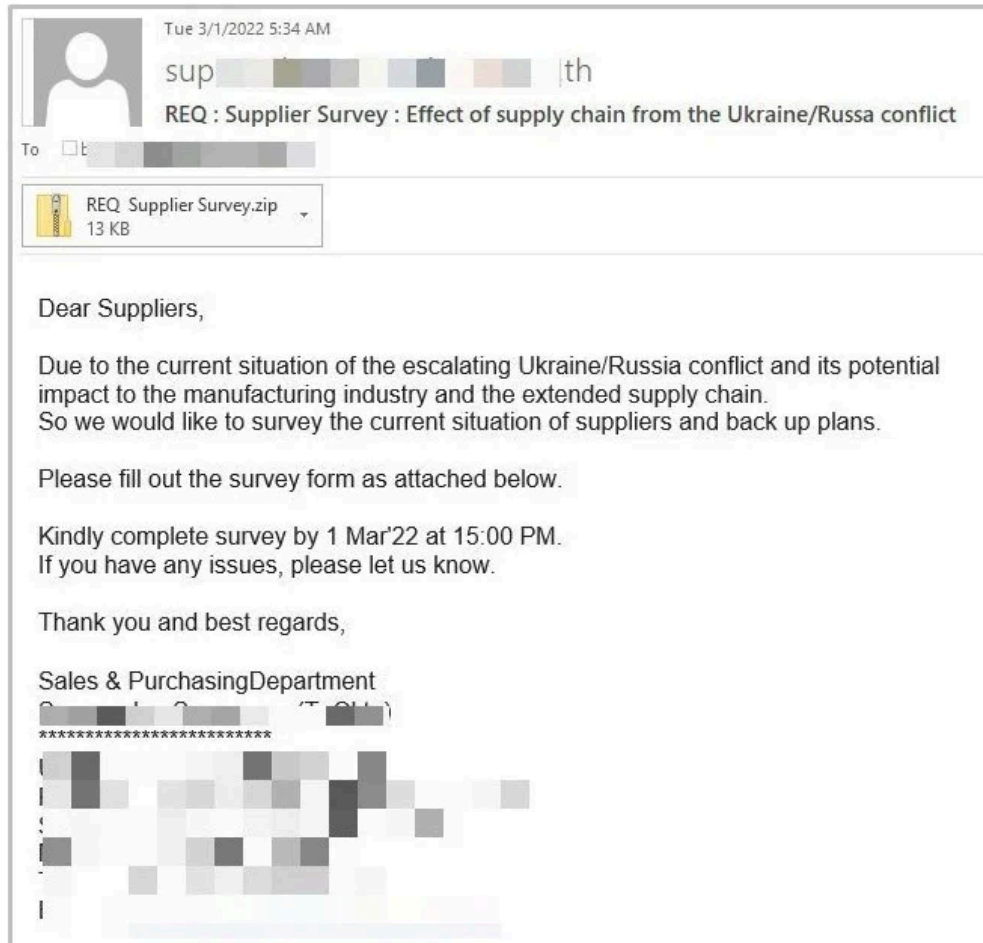 Tue 3/1/2022 5:34 AM
REQ : Supplier Survey : Effect of supply chain from the Ukraine/Russa conflict
To
REQ Supplier Survey.zip
13 KB
Dear Suppliers,
Due to the current situation of the escalating Ukraine/Russia conflict and its potential
impact to the manufacturing industry and the extended supply chain.
So we would like to survey the current situation of suppliers and back up plans.
Please fill out the survey form as attached below.
Kindly complete survey by 1 Mar'22 at 15:00 PM.
If you have any issues, please let us know.
Thank you and best regards,
Sales & PurchasingDepartment
*************************